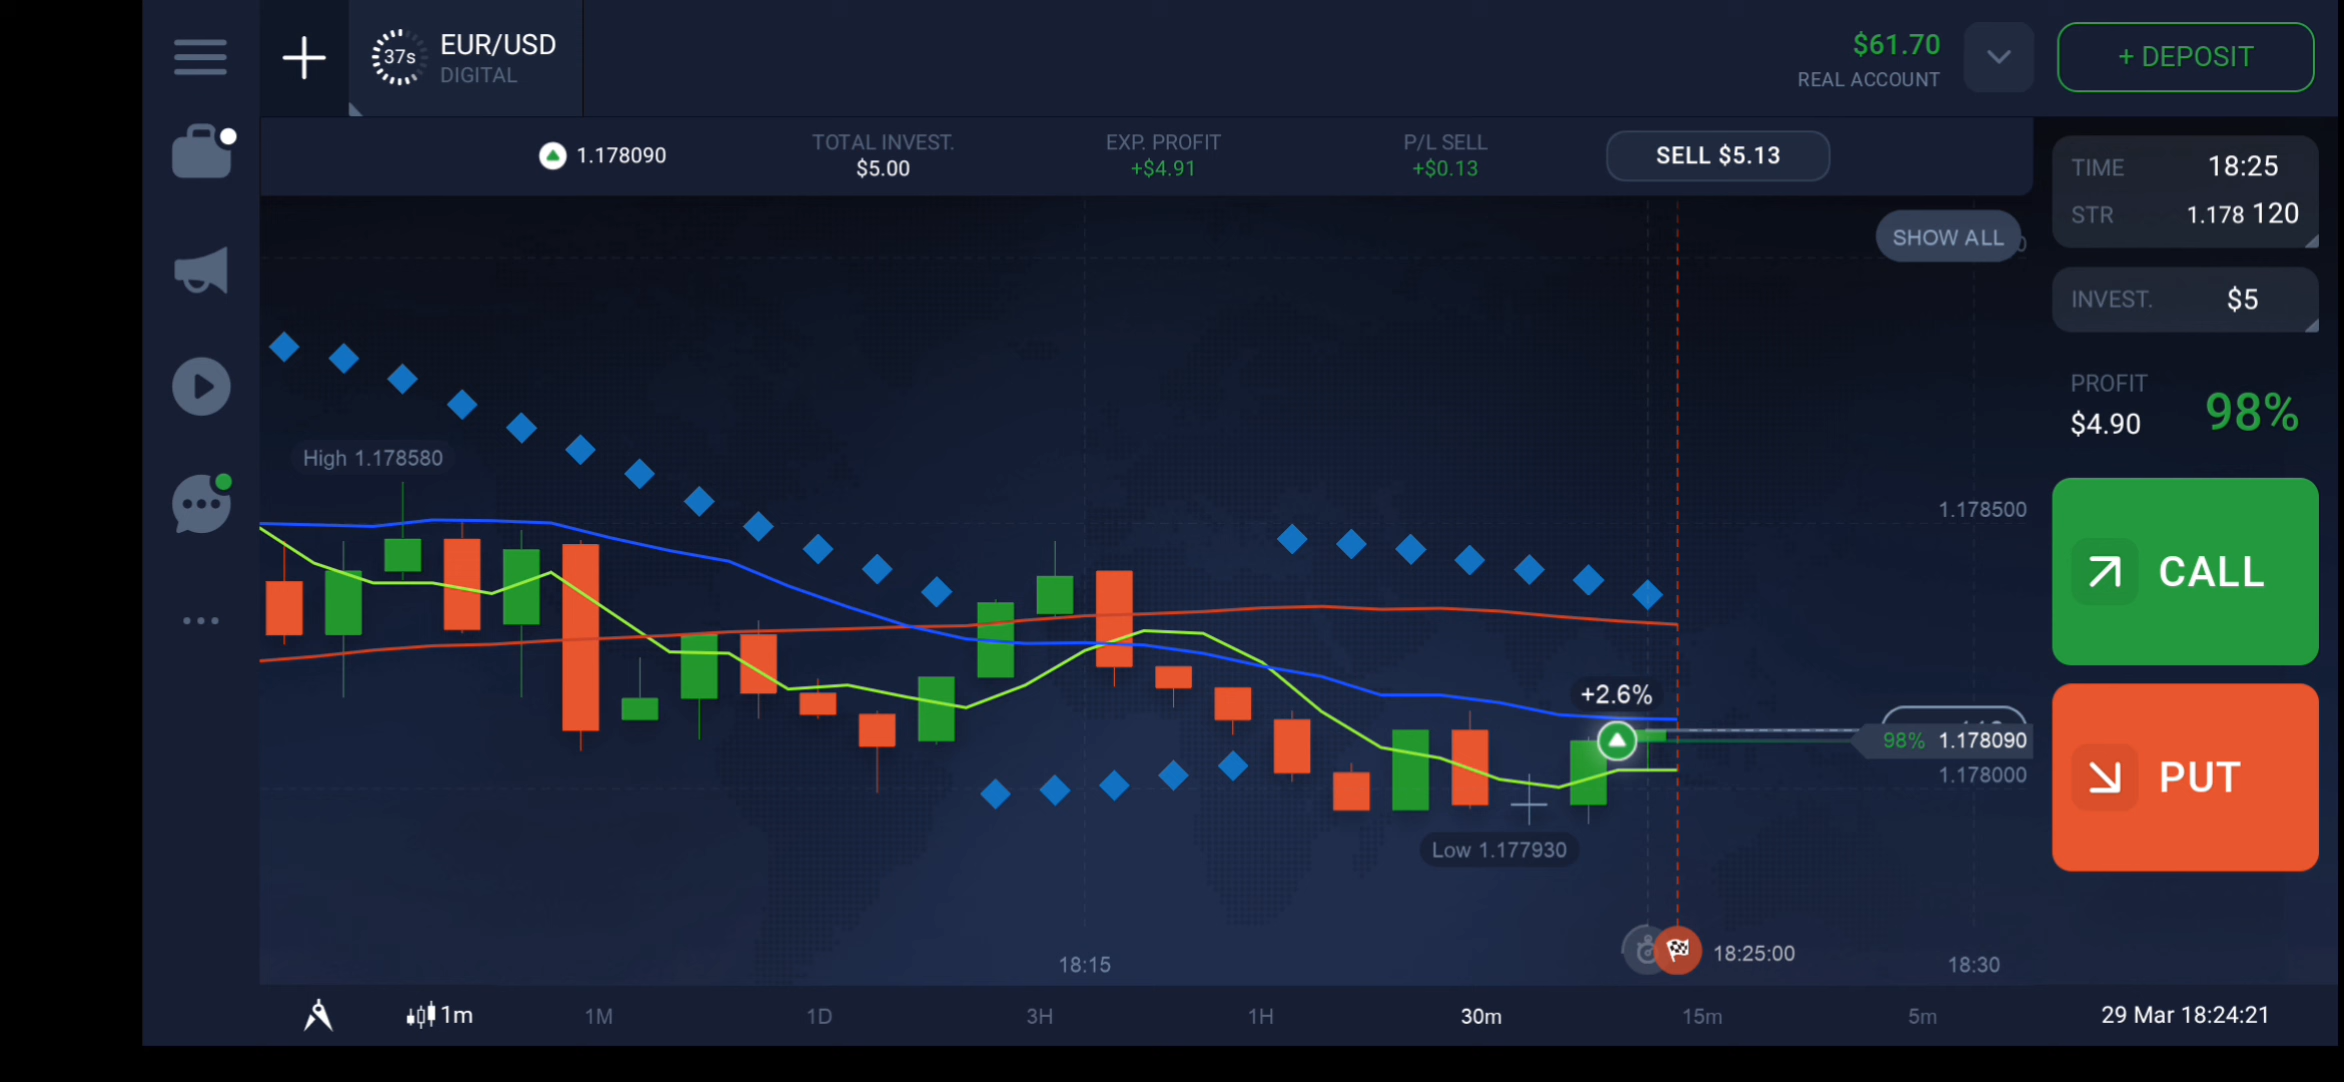 37s
EUR/USD
DIGITAL
$61.70
REAL ACCOUNT
+ DEPOSIT
1.178090
TOTAL INVEST.
$5.00
EXP. PROFIT
+$4.91
P/L SELL
+$0.13
SELL $5.13
TIME 18:25
STR 1.178 120
SHOW ALL
INVEST. $5
PROFIT
$4.90
98%
High 1.178580
1.178500
CALL
+2.6%
98% 1.178090
1.178000
PUT
Low 1.177930
18:15
18:25:00
18:30
1m
1M
1D
3H
1H
30m
15m
5m
29 Mar 18:24:21